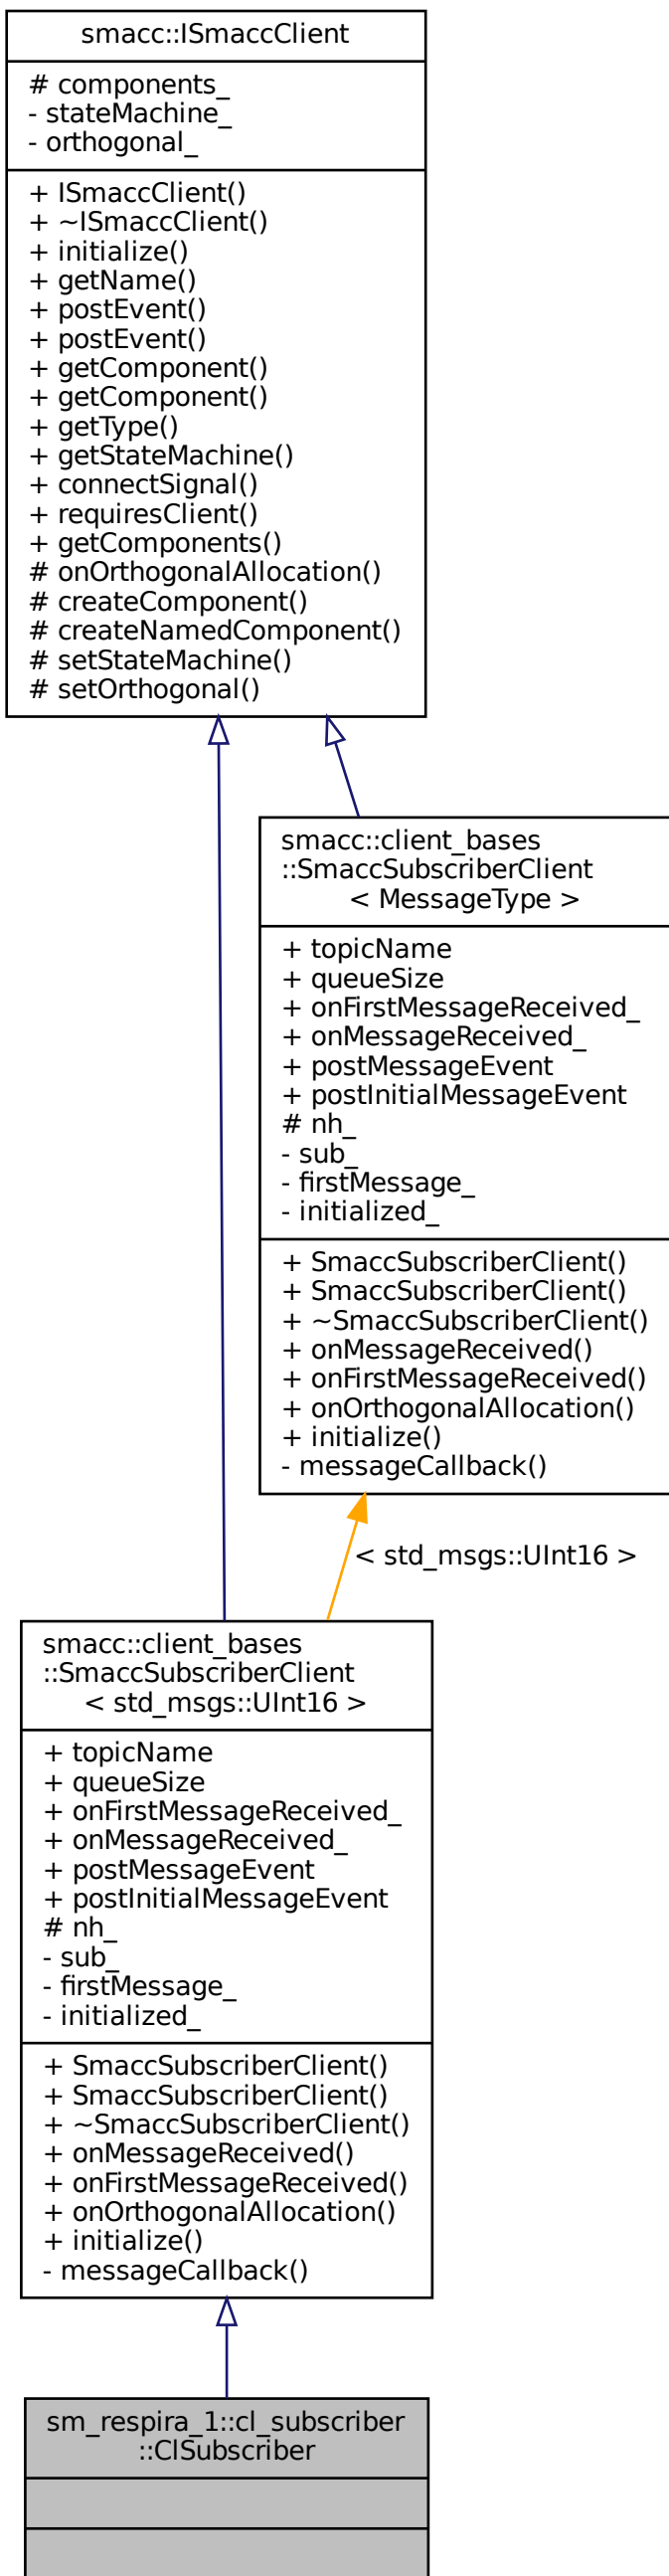 smacc::ISmaccClient
# components_
- stateMachine_
- orthogonal_
+ ISmaccClient()
+ ~ISmaccClient()
+ initialize()
+ getName()
+ postEvent()
+ postEvent()
+ getComponent()
+ getComponent()
+ getType()
+ getStateMachine()
+ connectSignal()
+ requiresClient()
+ getComponents()
# onOrthogonalAllocation()
# createComponent()
# createNamedComponent()
# setStateMachine()
# setOrthogonal()
smacc::client_bases
::SmaccSubscriberClient
< MessageType >
+ topicName
+ queueSize
+ onFirstMessageReceived_
+ onMessageReceived_
+ postMessageEvent
+ postInitialMessageEvent
# nh_
- sub_
- firstMessage_
- initialized_
+ SmaccSubscriberClient()
+ SmaccSubscriberClient()
+ ~SmaccSubscriberClient()
+ onMessageReceived()
+ onFirstMessageReceived()
+ onOrthogonalAllocation()
+ initialize()
- messageCallback()
< std_msgs::UInt16 >
smacc::client_bases
::SmaccSubscriberClient
< std_msgs::UInt16 >
+ topicName
+ queueSize
+ onFirstMessageReceived_
+ onMessageReceived_
+ postMessageEvent
+ postInitialMessageEvent
# nh_
- sub_
- firstMessage_
- initialized_
+ SmaccSubscriberClient()
+ SmaccSubscriberClient()
+ ~SmaccSubscriberClient()
+ onMessageReceived()
+ onFirstMessageReceived()
+ onOrthogonalAllocation()
+ initialize()
- messageCallback()
sm_respira_1::cl_subscriber
::ClSubscriber